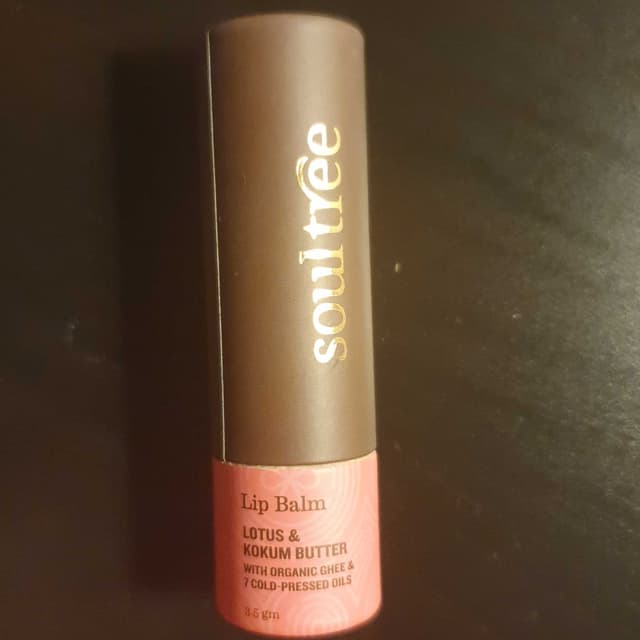 soultree
Lip Balm
LOTUS &
KOKUM BUTTER
WITH ORGANIC GHEE &
7 COLD-PRESSED OILS
3.5 gm